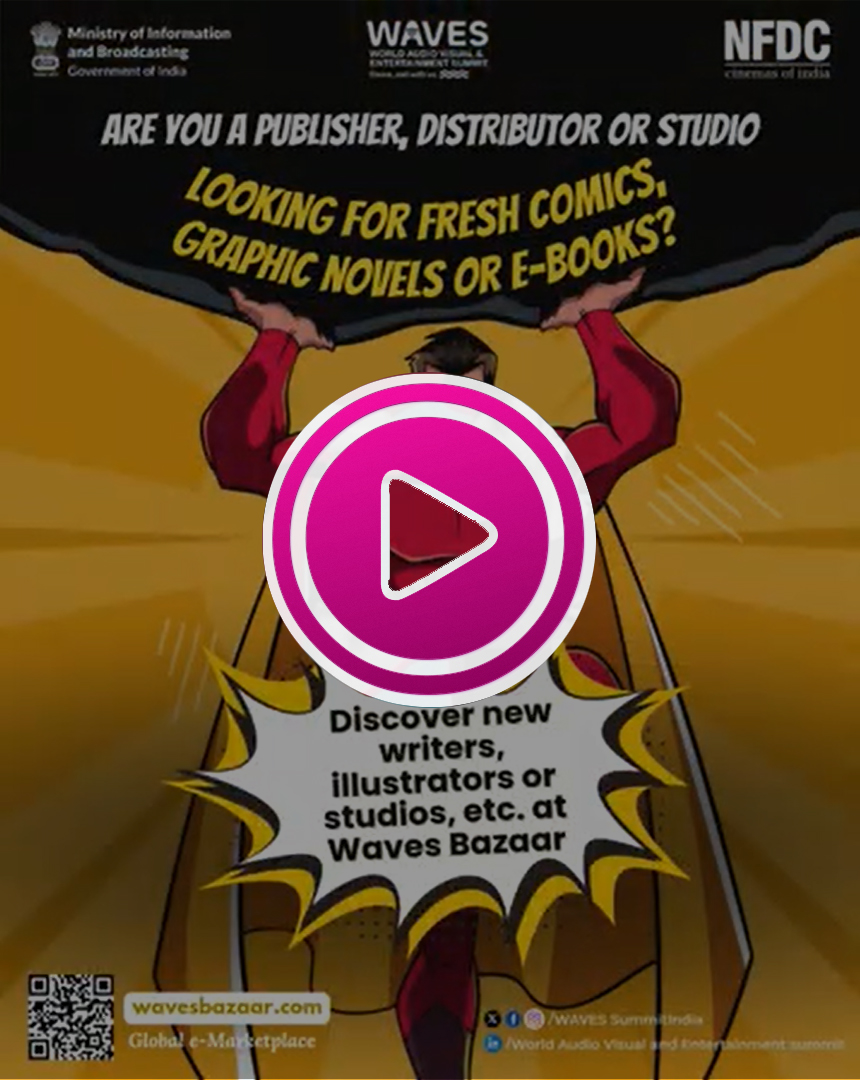 Ministry of Information
and Broadcasting
Government of India
WAVES
WORLD AUDIO VISUAL &
ENTERTAINMENT SUMMIT
NFDC
cinemas of india
ARE YOU A PUBLISHER, DISTRIBUTOR OR STUDIO
LOOKING FOR FRESH COMICS,
GRAPHIC NOVELS OR E-BOOKS?
Discover new
writers,
illustrators or
studios, etc. at
Waves Bazaar
wavesbazaar.com
Global e-Marketplace
/WAVES SummitIndia
/World Audio Visual and Entertainment summit